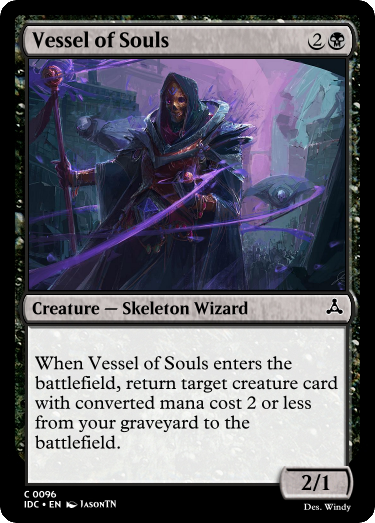 Vessel of Souls 2
Creature — Skeleton Wizard
When Vessel of Souls enters the
battlefield, return target creature card
with converted mana cost 2 or less
from your graveyard to the
battlefield.
2/1
C 0096
IDC • EN JASONTN
Des. Windy